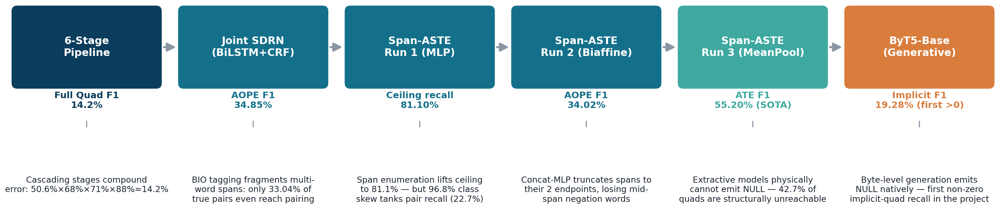 6-Stage
Pipeline
Joint SDRN
(BiLSTM+CRF)
Span-ASTE
Run 1 (MLP)
Span-ASTE
Run 2 (Biaffine)
Span-ASTE
Run 3 (MeanPool)
ByT5-Base
(Generative)
Full Quad F1
14.2%
AOPE F1
34.85%
Ceiling recall
81.10%
AOPE F1
34.02%
ATE F1
55.20% (SOTA)
Implicit F1
19.28% (first >0)
Cascading stages compound
error: 50.6%×68%×71%×88%≈14.2%
BIO tagging fragments multi-
word spans: only 33.04% of
true pairs even reach pairing
Span enumeration lifts ceiling
to 81.1% — but 96.8% class
skew tanks pair recall (22.7%)
Concat-MLP truncates spans to
their 2 endpoints, losing mid-
span negation words
Extractive models physically
cannot emit NULL — 42.7% of
quads are structurally unreachable
Byte-level generation emits
NULL natively — first non-zero
implicit-quad recall in the project